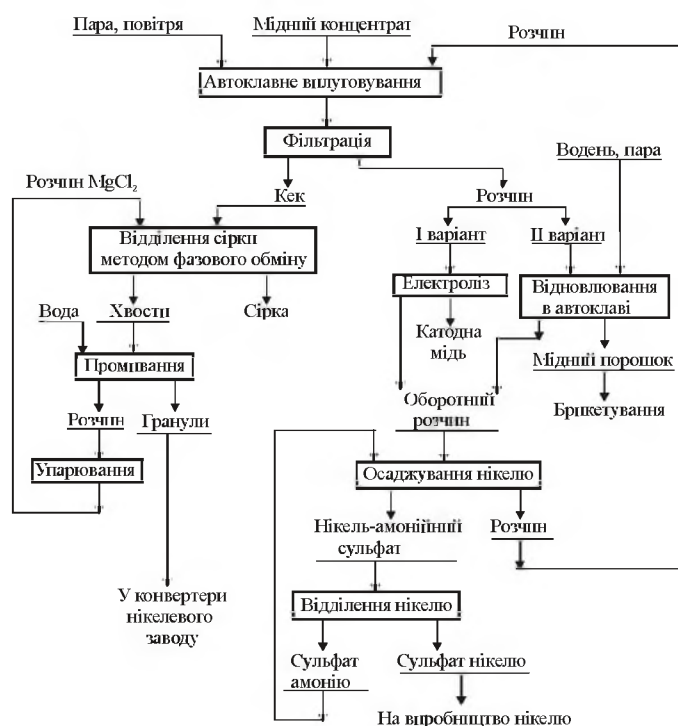 Пара, повітря
Мідний концентрат
Розчин
Автоклавне вилуговування
Фільтрація
Водень, пара
Розчин MgCl₂
Кек
Розчин
Відділення сірки
методом фазового обміну
І варіант
ІІ варіант
Електроліз
Відновлювання
в автоклаві
Вода
Хвости
Сірка
Катодна
мідь
Мідний порошок
Промивання
Брикетування
Оборотний
розчин
Розчин
Гранули
Упарювання
Осаджування нікелю
Нікель-амонійний
сульфат
Розчин
У конвертери
нікелевого
заводу
Відділення нікелю
Сульфат
амонію
Сульфат нікелю
На виробництво нікелю